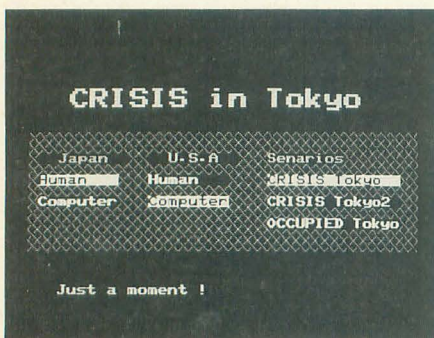 CRISIS in Tokyo
Japan U.S.A Senarios
Human Human CRISIS Tokyo
Computer Computer CRISIS Tokyo2
OCCUPIED Tokyo
Just a moment !